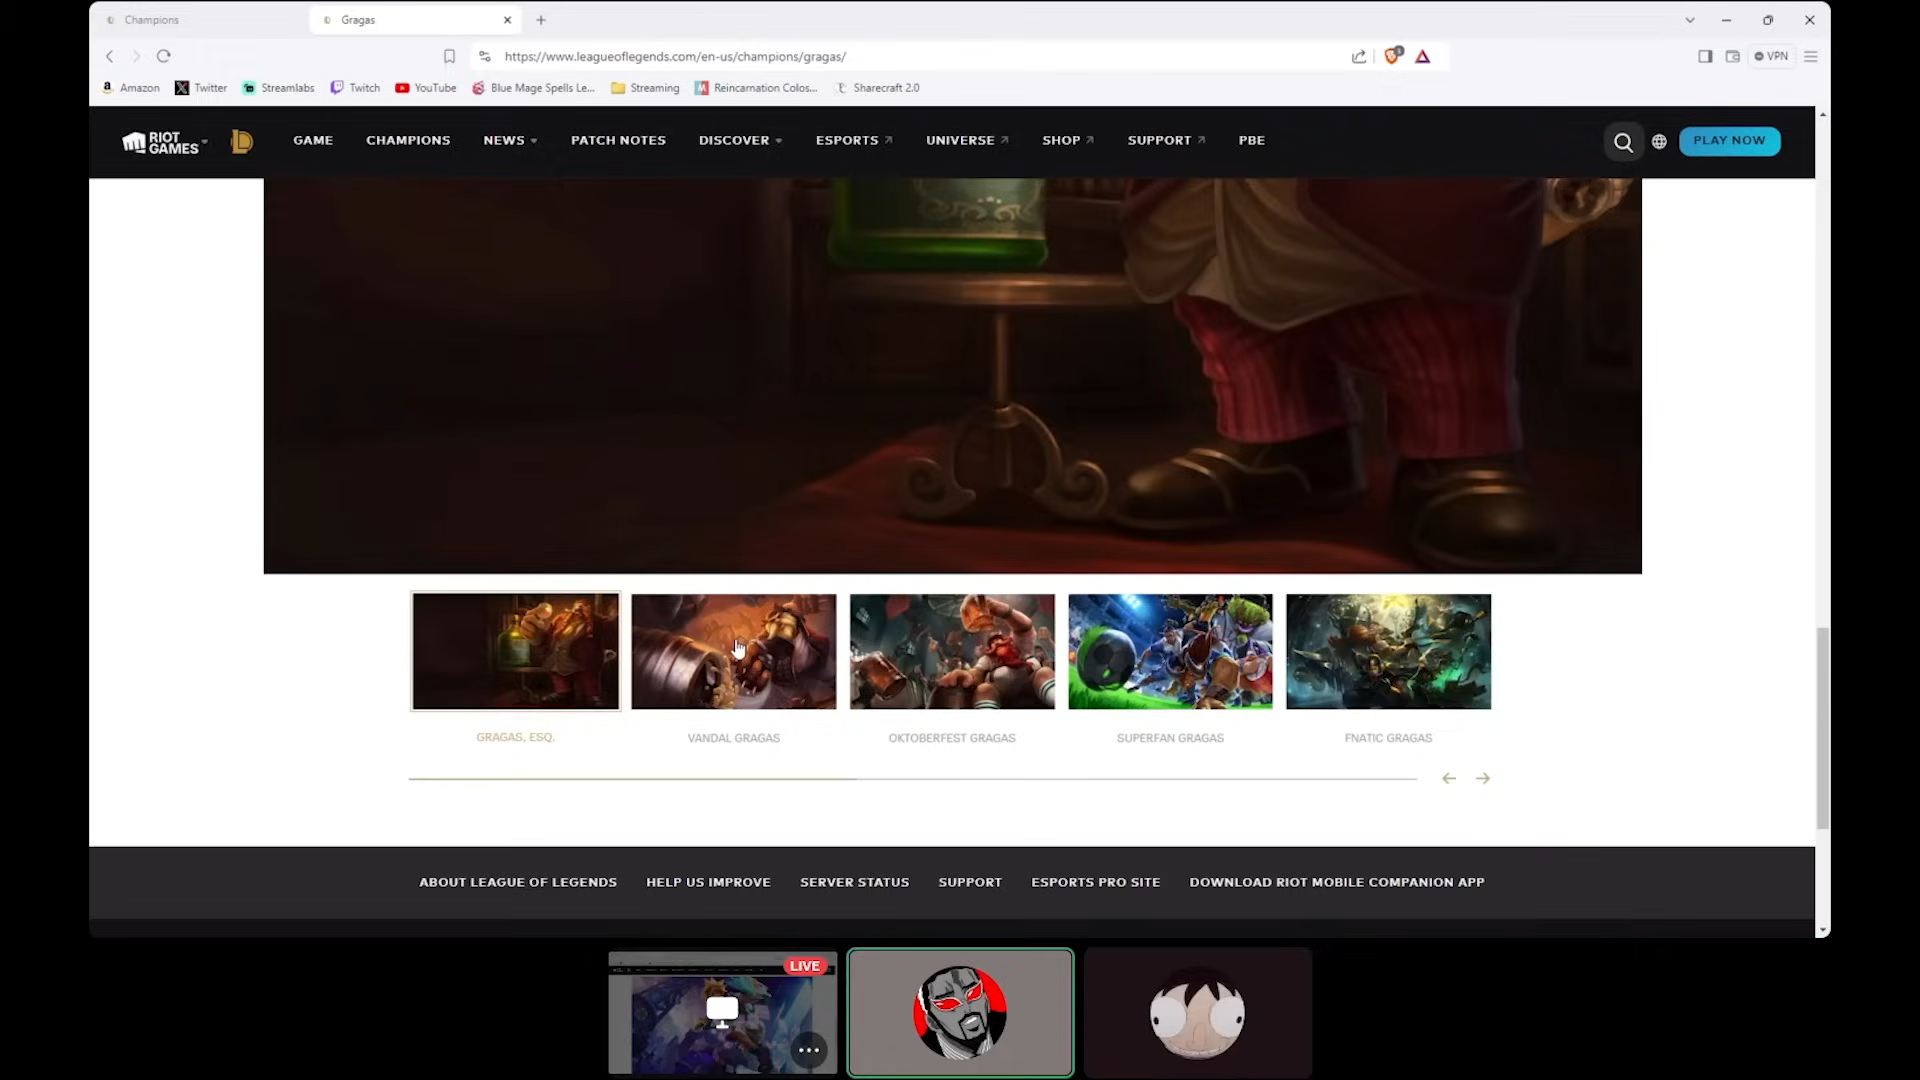 Champions
Gragas
https://www.leagueoflegends.com/en-us/champions/gragas/
VPN
Amazon
Twitter
Streamlabs
Twitch
YouTube
Blue Mage Spells Le...
Streaming
Reincarnation Colos...
Sharecraft 2.0
RIOT GAMES
GAME
CHAMPIONS
NEWS
PATCH NOTES
DISCOVER
ESPORTS
UNIVERSE
SHOP
SUPPORT
PBE
PLAY NOW
GRAGAS, ESQ.
VANDAL GRAGAS
OKTOBERFEST GRAGAS
SUPERFAN GRAGAS
FNATIC GRAGAS
ABOUT LEAGUE OF LEGENDS
HELP US IMPROVE
SERVER STATUS
SUPPORT
ESPORTS PRO SITE
DOWNLOAD RIOT MOBILE COMPANION APP
LIVE